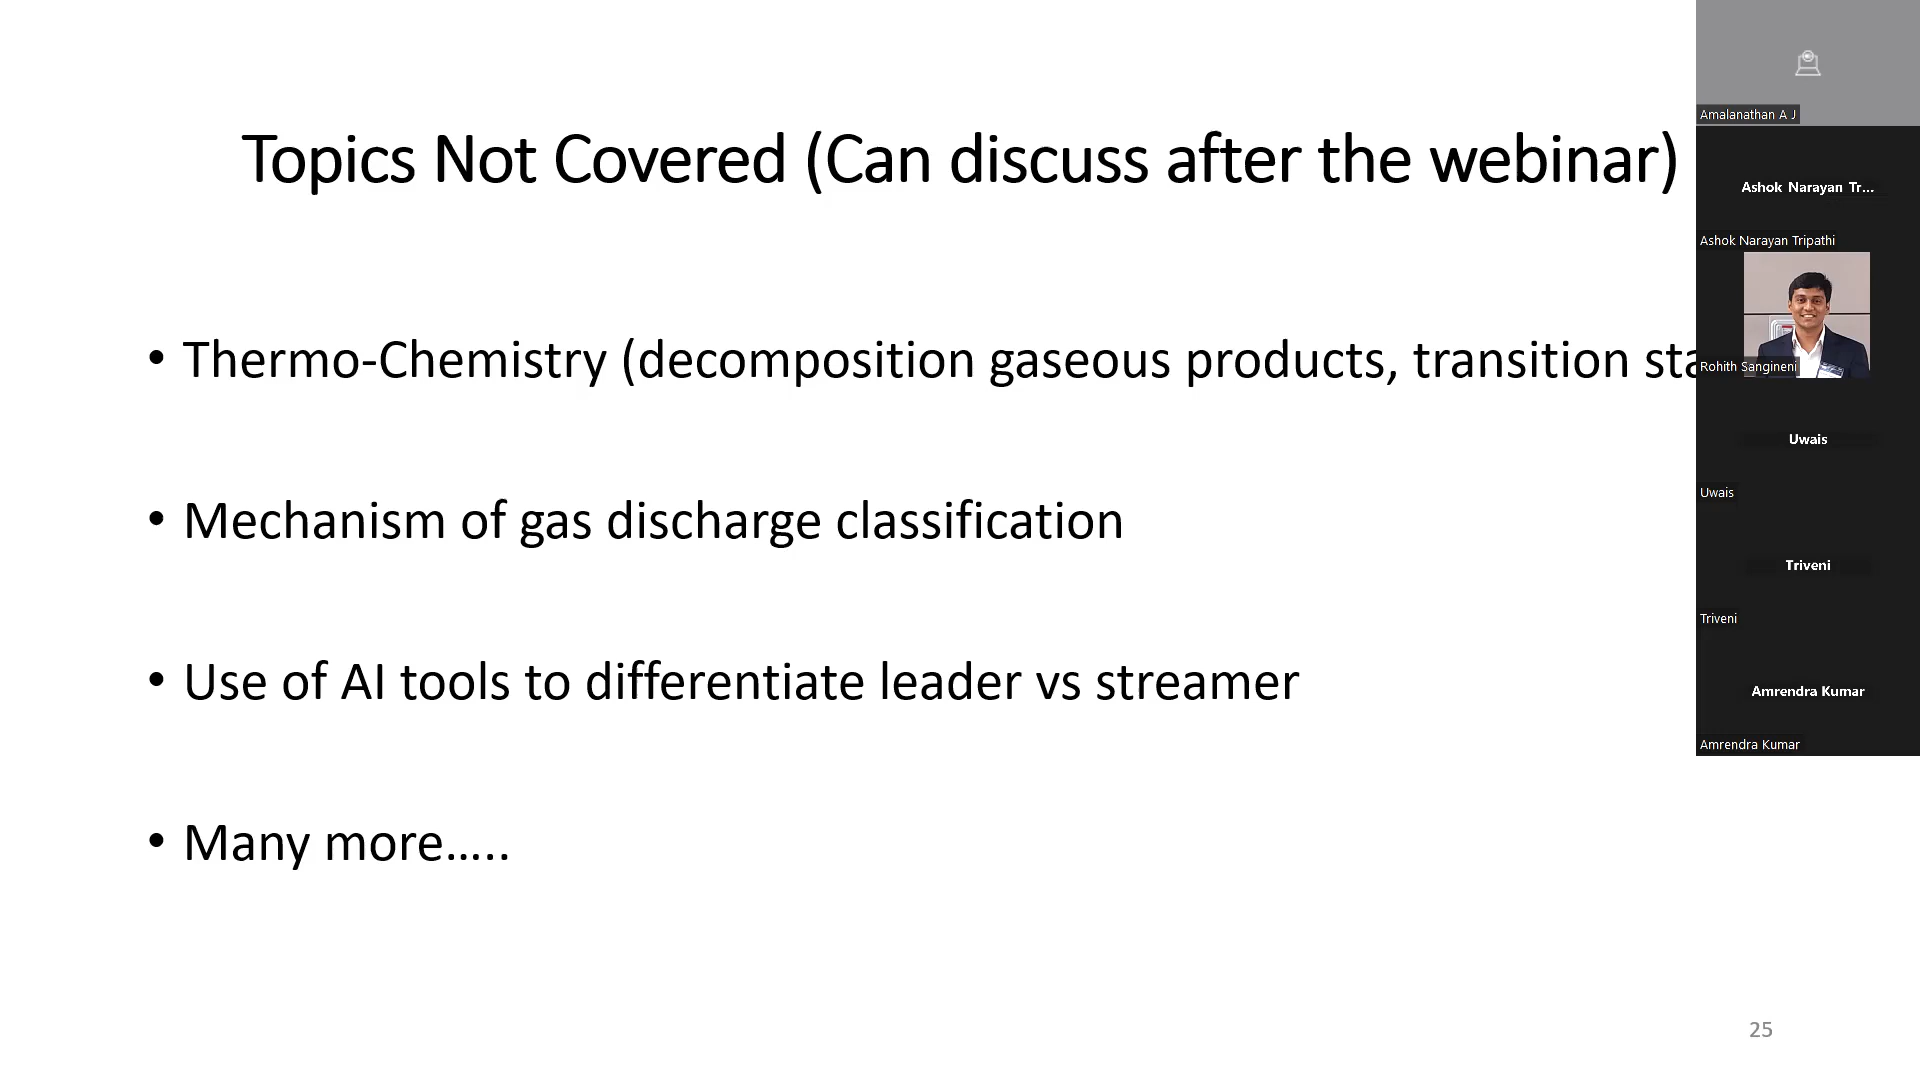 Topics Not Covered (Can discuss after the webinar)
• Thermo-Chemistry (decomposition gaseous products, transition
• Mechanism of gas discharge classification
• Use of AI tools to differentiate leader vs streamer
• Many more.....
25
Amalanathan A J
Ashok Narayan Tr...
Ashok Narayan Tripathi
Rohith Sangineni
Uwais
Uwais
Triveni
Triveni
Amrendra Kumar
Amrendra Kumar